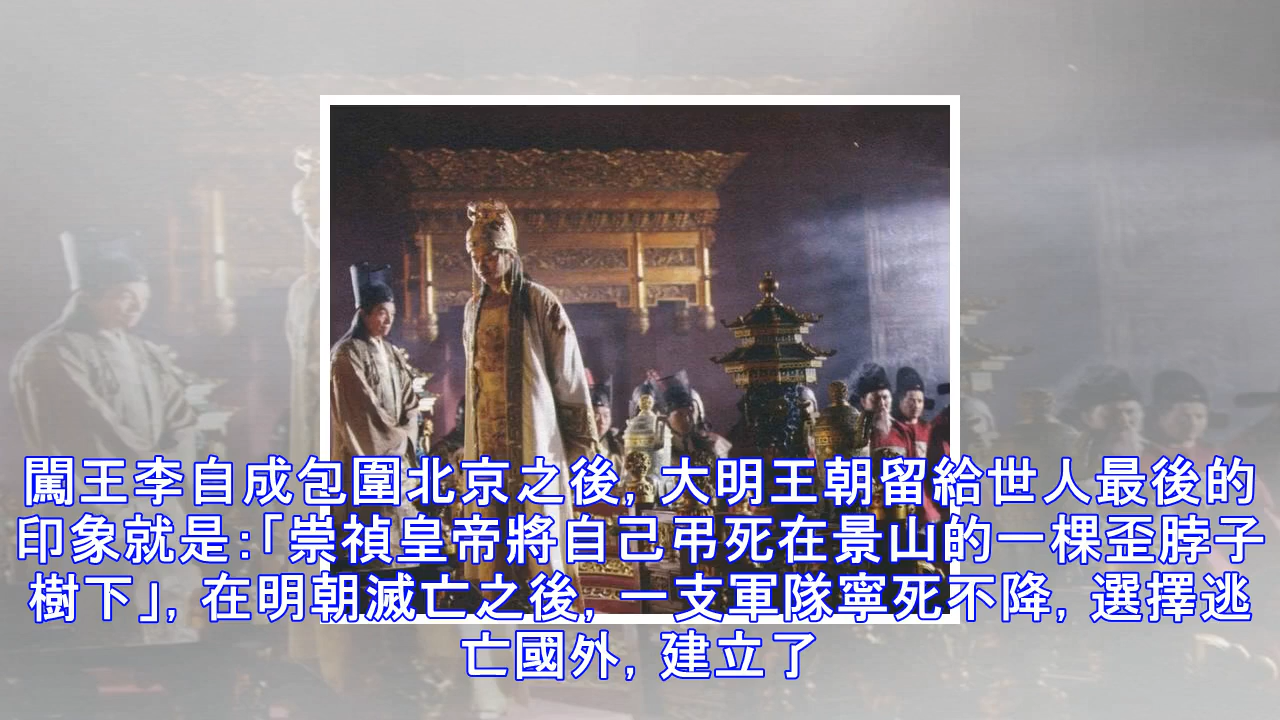 闖王李自成包圍北京之後, 大明王朝留給世人最後的
印象就是:「崇禎皇帝將自己弔死在景山的一棵歪脖子
樹下」, 在明朝滅亡之後, 一支軍隊寧死不降, 選擇逃
亡國外, 建立了